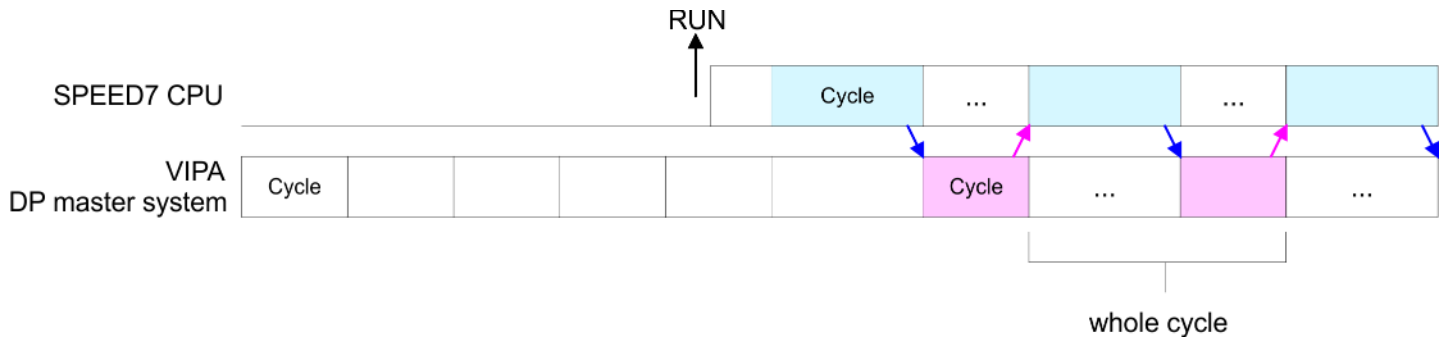 RUN
SPEED7 CPU
Cycle
...
...
VIPA
DP master system
Cycle
Cycle
...
...
whole cycle